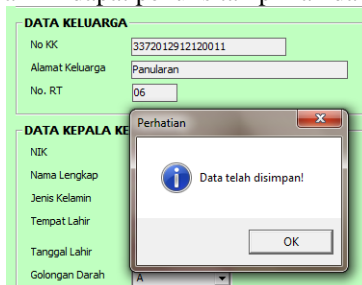 DATA KELUARGA
No KK 3372012912120011
Alamat Keluarga Panularan
No. RT 06
DATA KEPALA KE
Perhatian
NIK
Nama Lengkap
Data telah disimpan!
Jenis Kelamin
Tempat Lahir
OK
Tanggal Lahir
Golongan Darah A